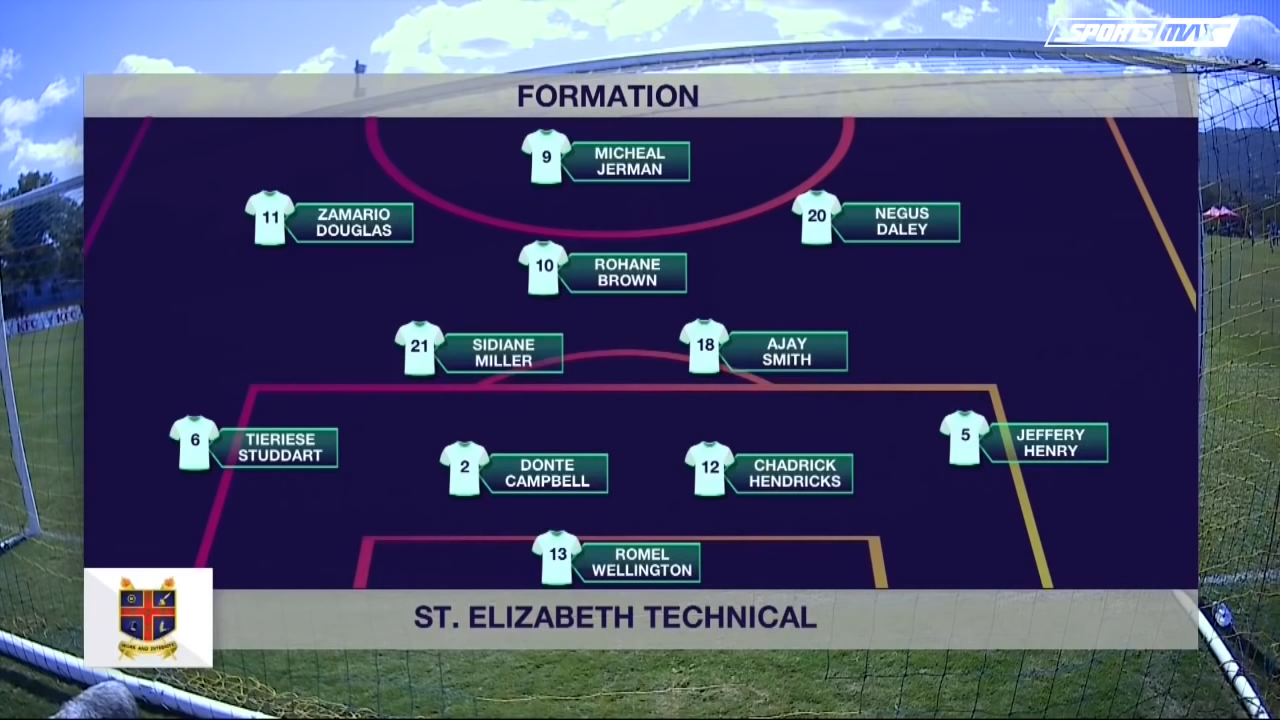 SPORTSMAX
FORMATION
9
MICHEAL
JERMAN
11
ZAMARIO
DOUGLAS
20
NEGUS
DALEY
10
ROHANE
BROWN
21
SIDIANE
MILLER
18
AJAY
SMITH
6
TIERIESE
STUDDART
2
DONTE
CAMPBELL
12
CHADRICK
HENDRICKS
5
JEFFERY
HENRY
13
ROMEL
WELLINGTON
ST. ELIZABETH TECHNICAL
KFC KFC